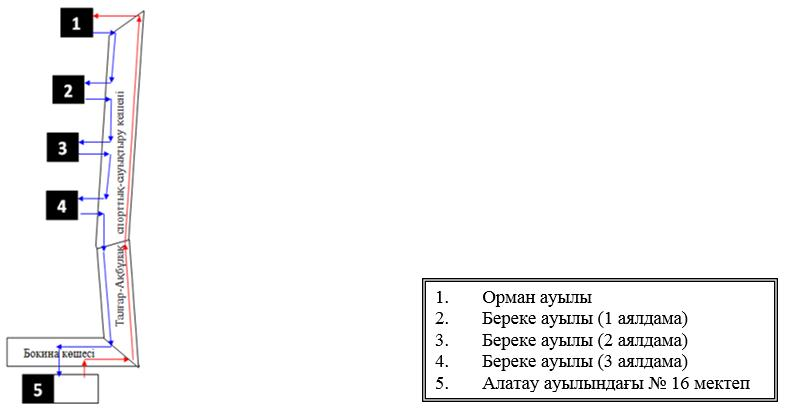 1
2
3
4
спорттық-сауықтыру кешені
Талғар-Ақбұлақ
Бокина көшесі
5
1. Орман ауылы
2. Береке ауылы (1 аялдама)
3. Береке ауылы (2 аялдама)
4. Береке ауылы (3 аялдама)
5. Алатау ауылындағы № 16 мектеп